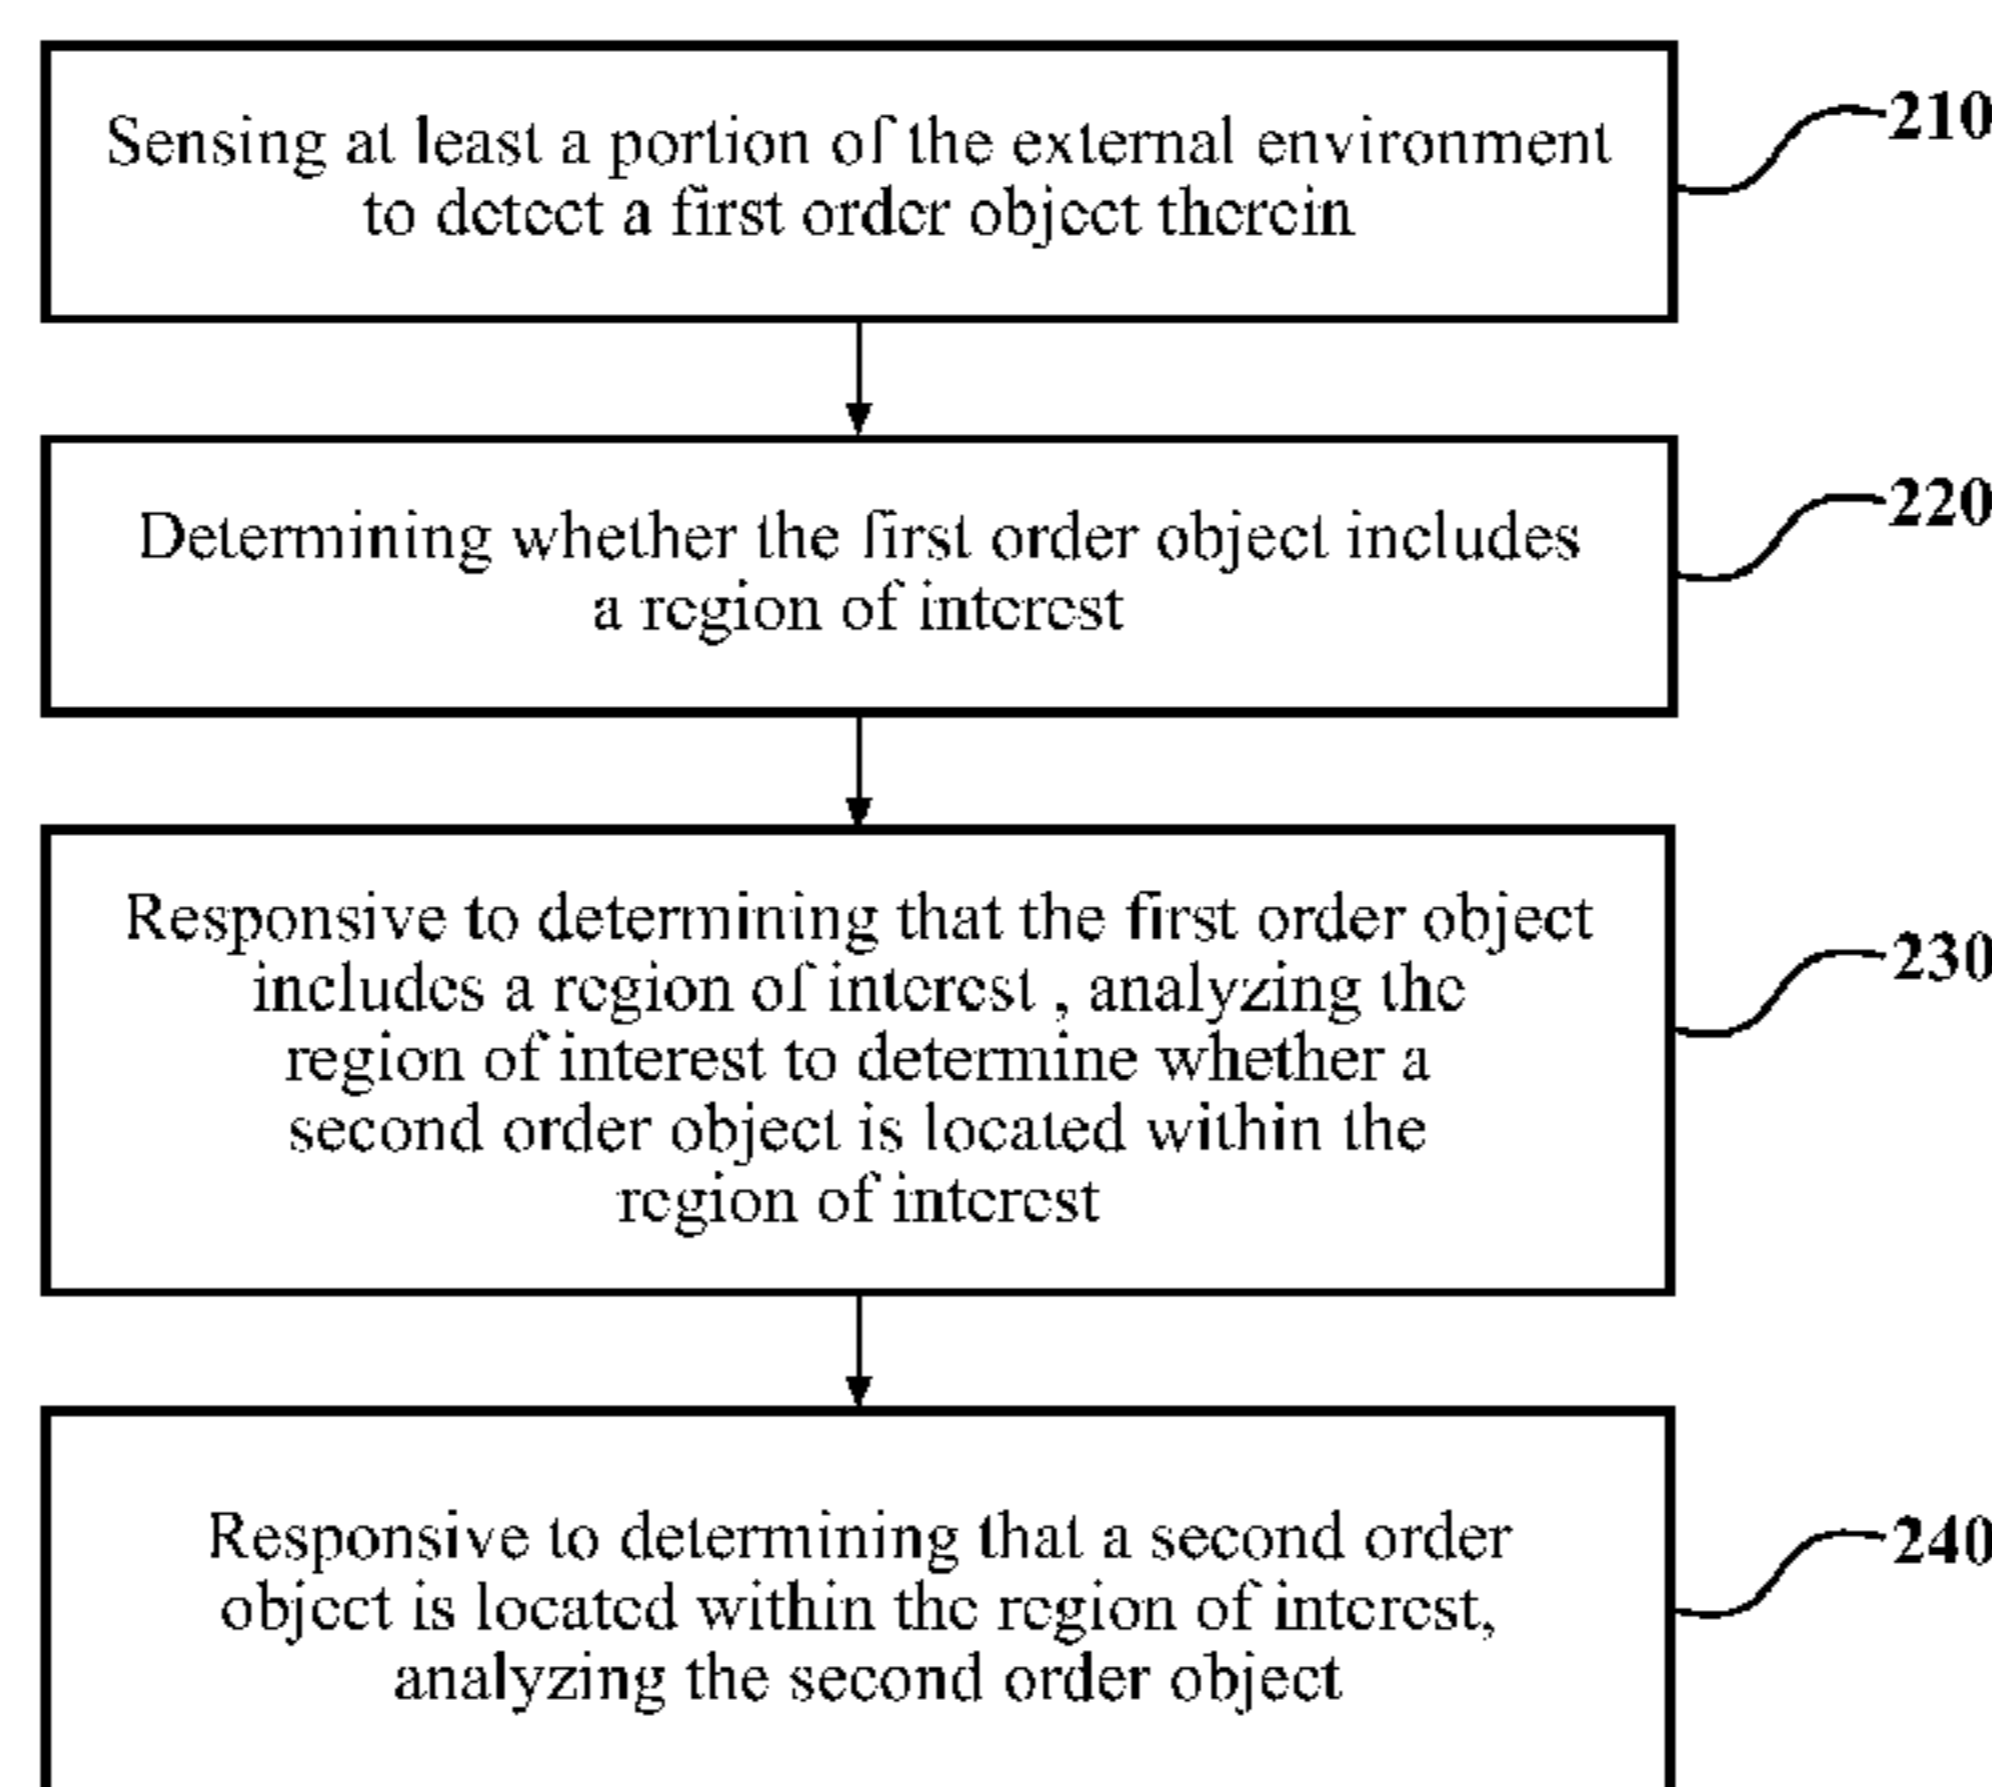 Sensing at least a portion of the external environment
to detect a first order object therein
210
Determining whether the first order object includes
a region of interest
220
Responsive to determining that the first order object
includes a region of interest , analyzing the
region of interest to determine whether a
second order object is located within the
region of interest
230
Responsive to determining that a second order
object is located within the region of interest,
analyzing the second order object
240